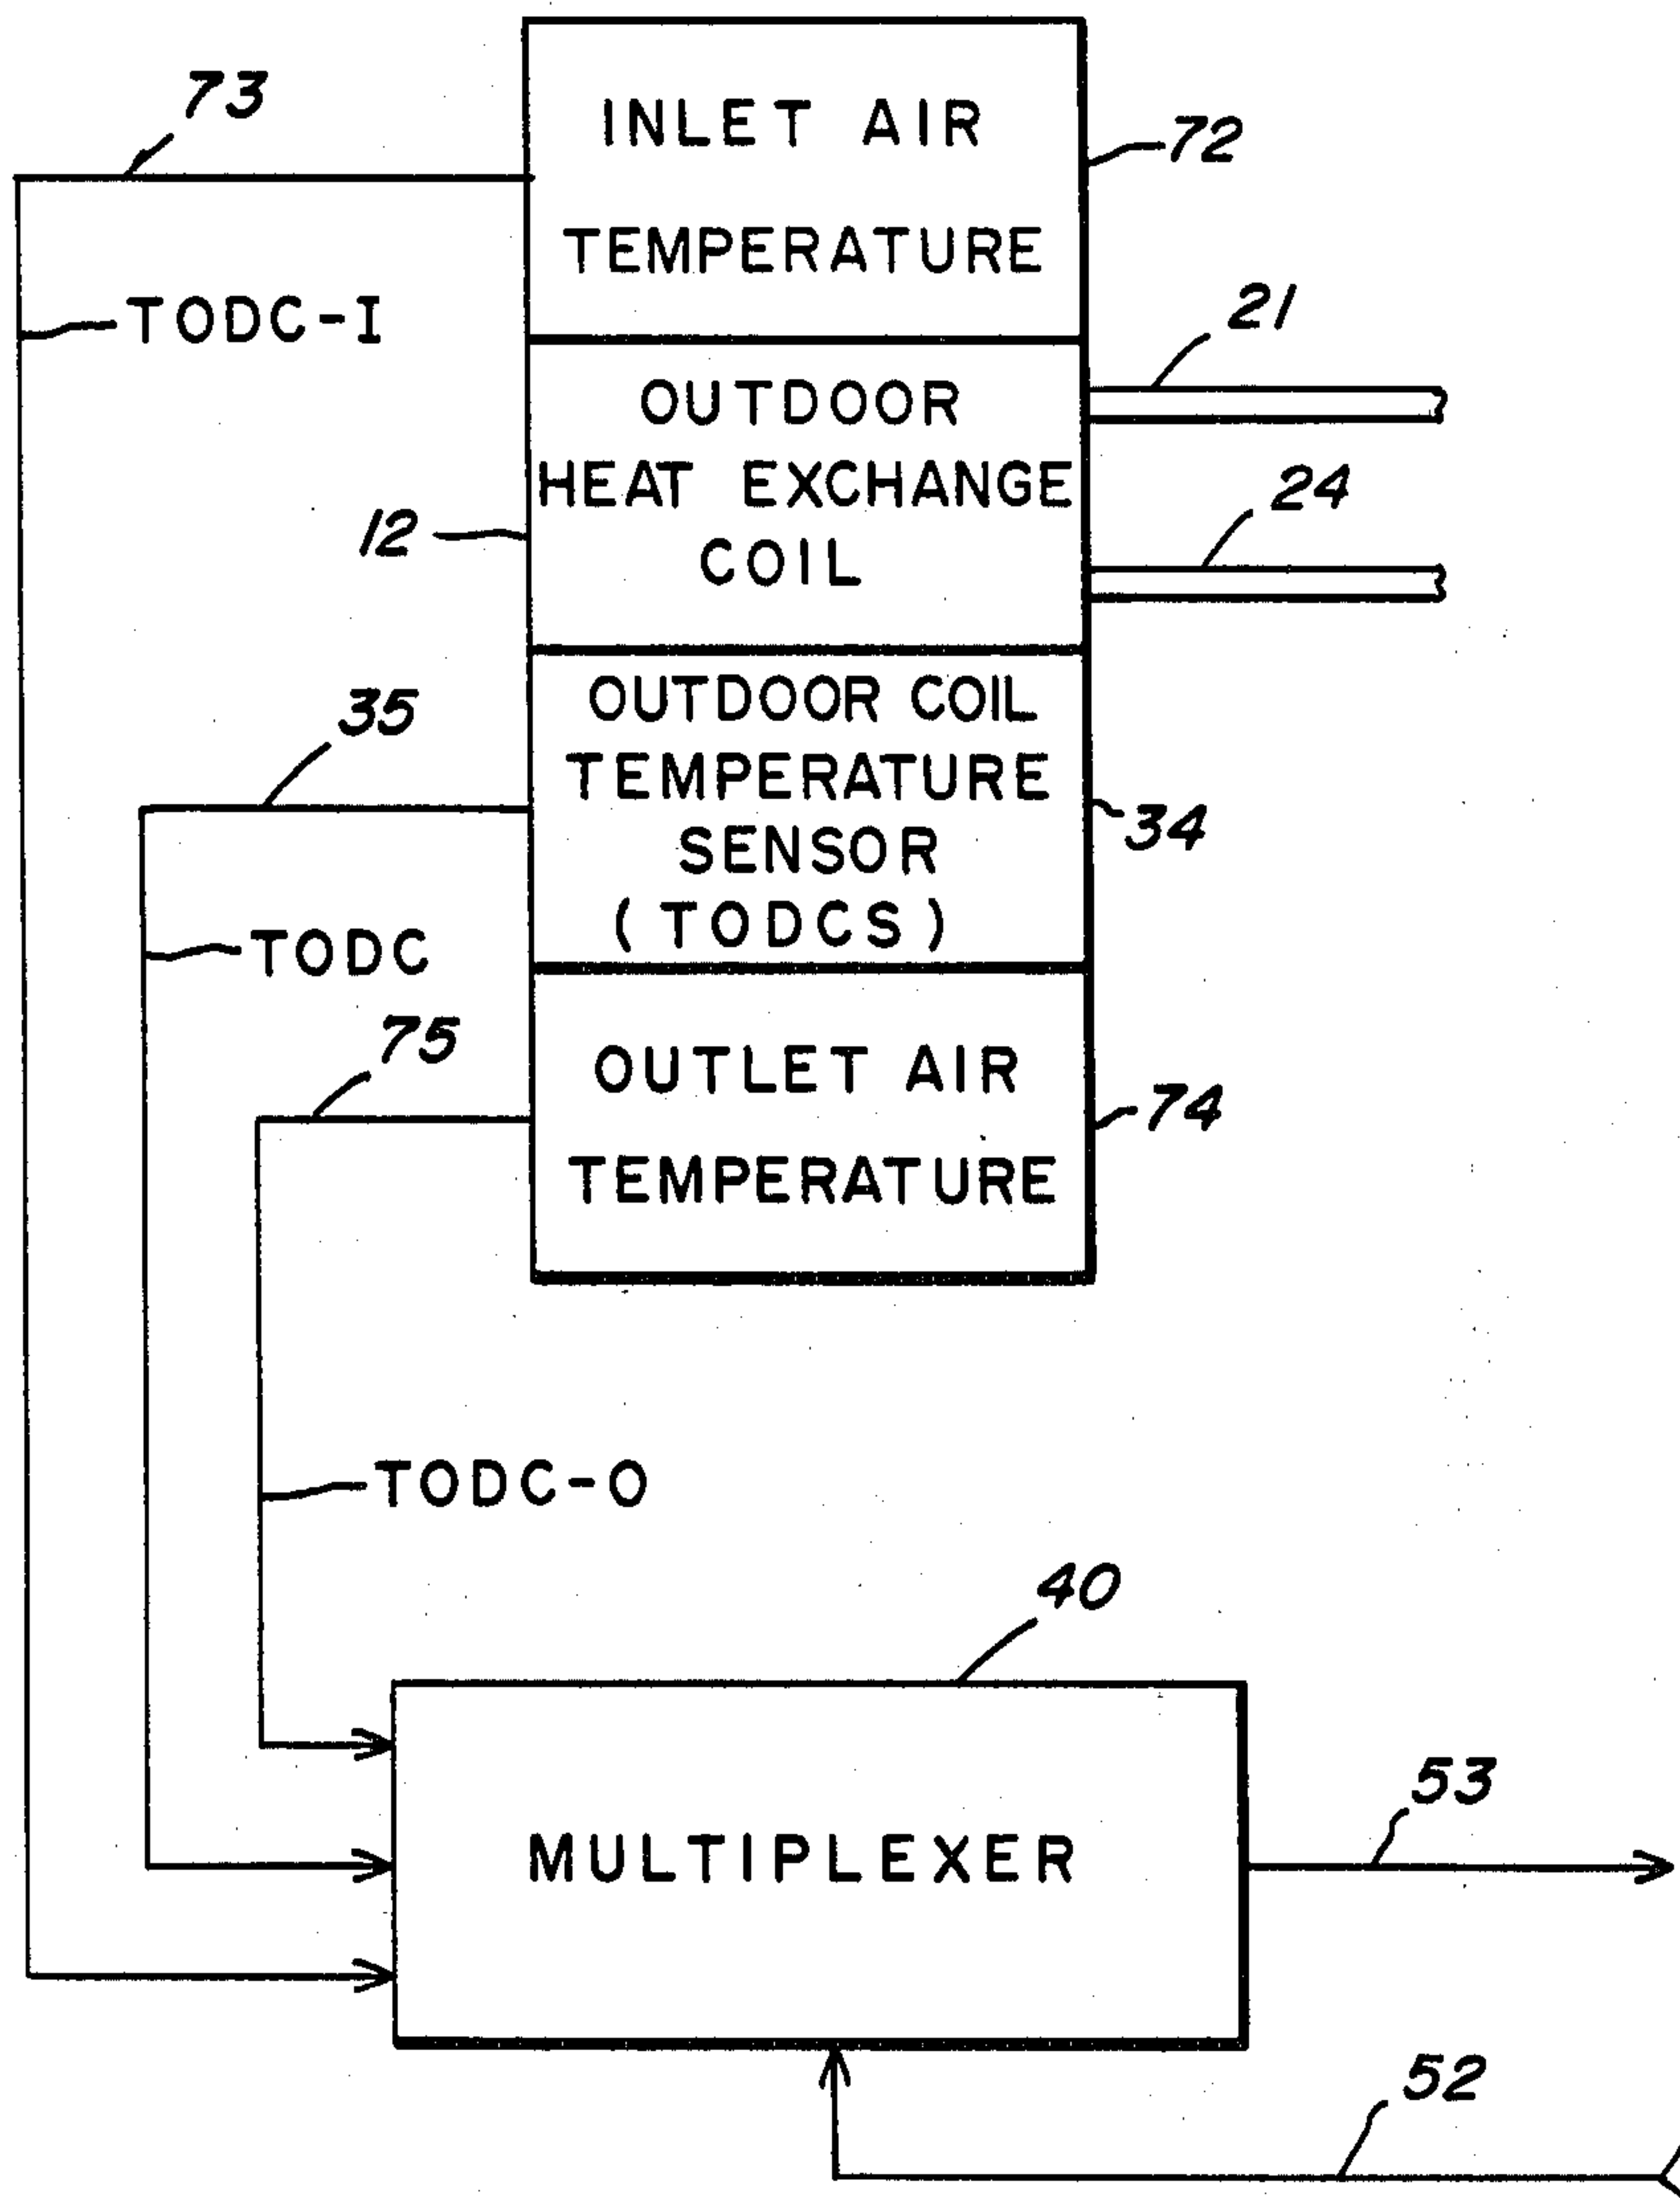 73
INLET AIR
TEMPERATURE
72
TODC-I
21
OUTDOOR
HEAT EXCHANGE
COIL
12
24
35
OUTDOOR COIL
TEMPERATURE
SENSOR
(TODCS)
34
TODC
75
OUTLET AIR
TEMPERATURE
74
TODC-O
40
MULTIPLEXER
53
52